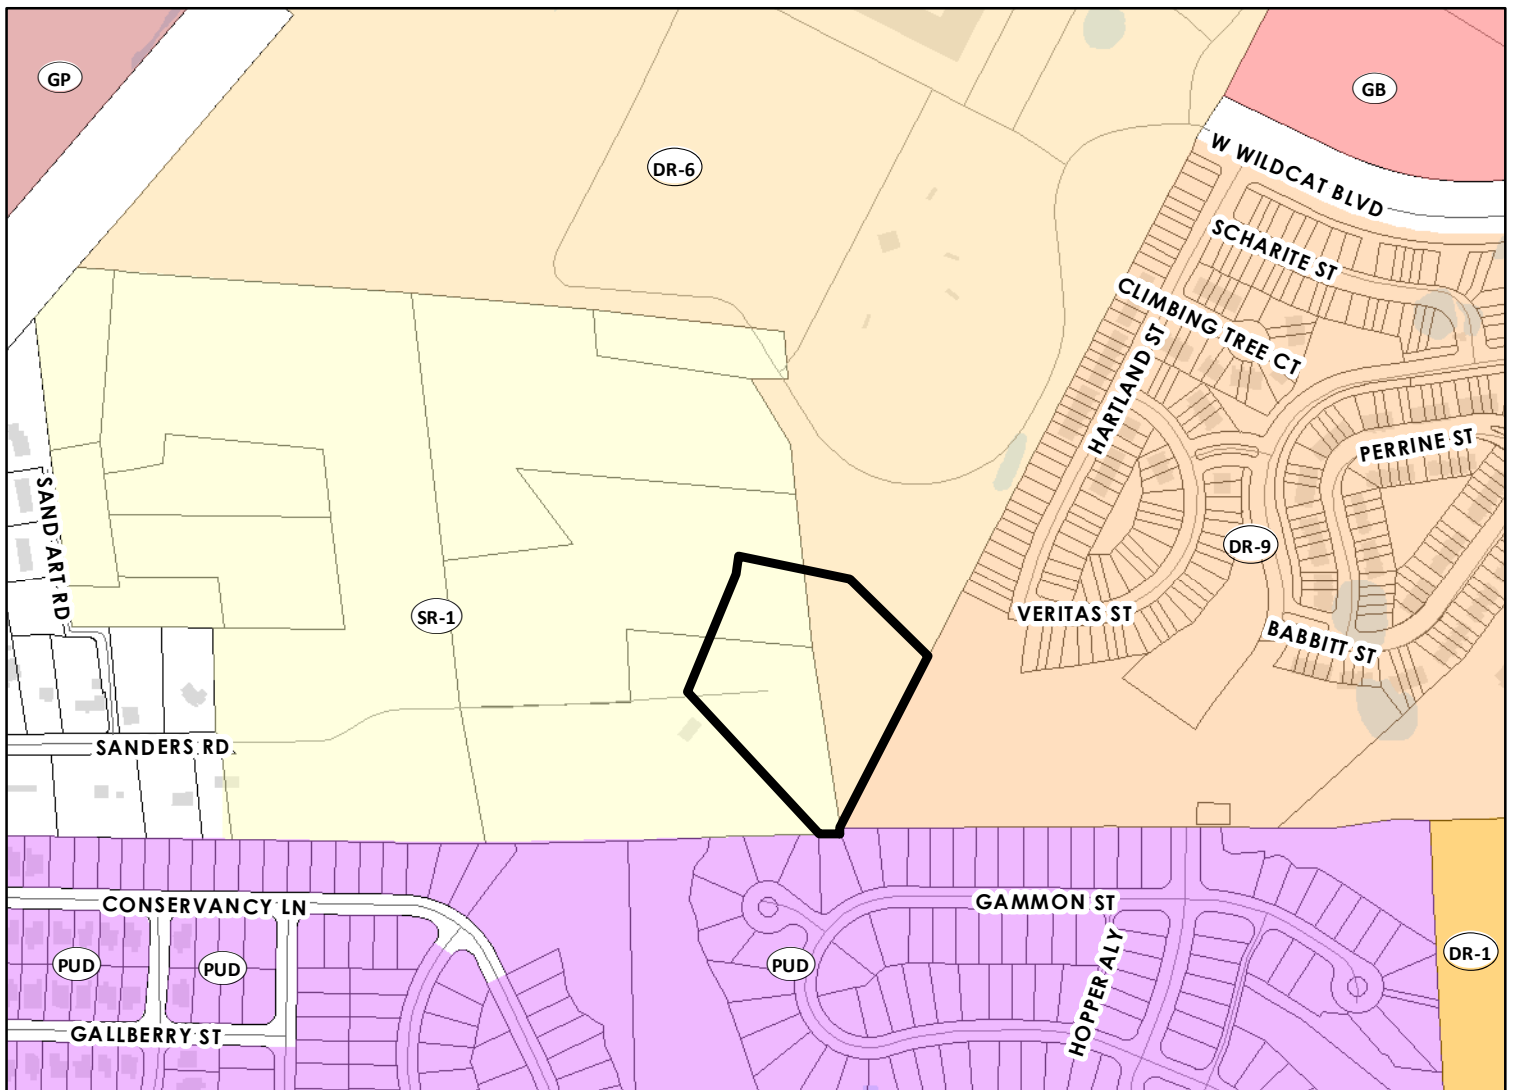 GP
GB
W WILDCAT BLVD
DR-6
SCHARITE ST
CLIMBING TREE CT
HARTLAND ST
PERRINE ST
SAND ART RD
DR-9
SR-1
VERITAS ST
BABBITT ST
SANDERS RD
CONSERVANCY LN
GAMMON ST
PUD
PUD
PUD
HOPPER ALY
DR-1
GALLBERRY ST